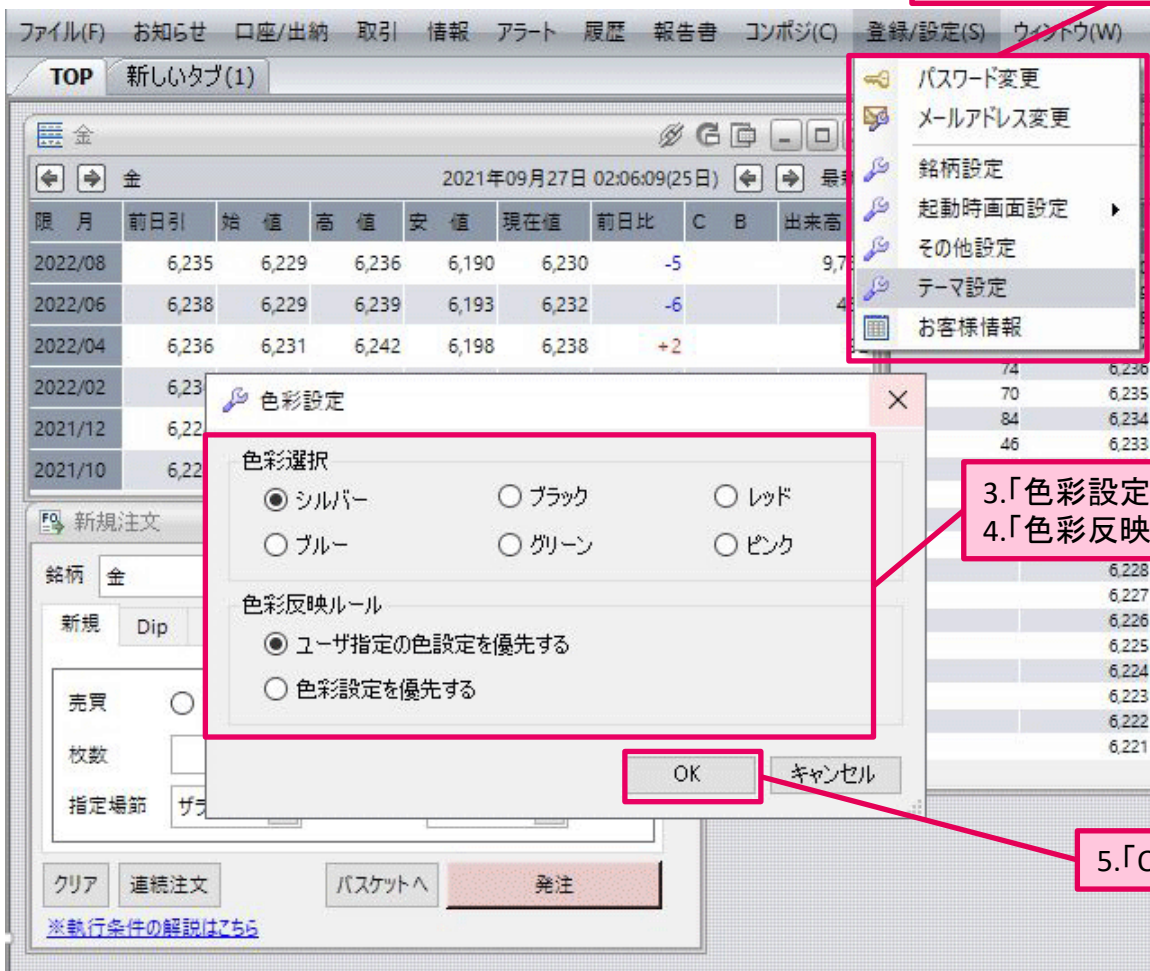 ファイル(F) お知らせ 口座/出納 取引 情報 アラート 履歴 報告書 コンポジ(C) 登録/設定(S) ウィンドウ(W)
TOP 新しいタブ(1)
パスワード変更
メールアドレス変更
銘柄設定
起動時画面設定
その他設定
テーマ設定
お客様情報
金
金 2021年09月27日 02:06:09(25日)
限 月 前日引 始 値 高 値 安 値 現在値 前日比 C B 出来高
2022/08 6,235 6,229 6,236 6,190 6,230 -5
2022/06 6,238 6,229 6,239 6,193 6,232 -6
2022/04 6,236 6,231 6,242 6,198 6,238 +2
2022/02
2021/12
2021/10
74 6,236
70 6,235
84 6,234
46 6,233
6,228
6,227
6,226
6,225
6,224
6,223
6,222
6,221
色彩設定
色彩選択
シルバー ブラック レッド
ブルー グリーン ピンク
色彩反映ルール
ユーザ指定の色設定を優先する
色彩設定を優先する
OK キャンセル
3.「色彩設定
4.「色彩反映
5.「
新規注文
銘柄 金
新規 Dip
売買
枚数
指定場節 ザラ
クリア 連続注文 バスケットへ 発注
※執行条件の解説はこちら